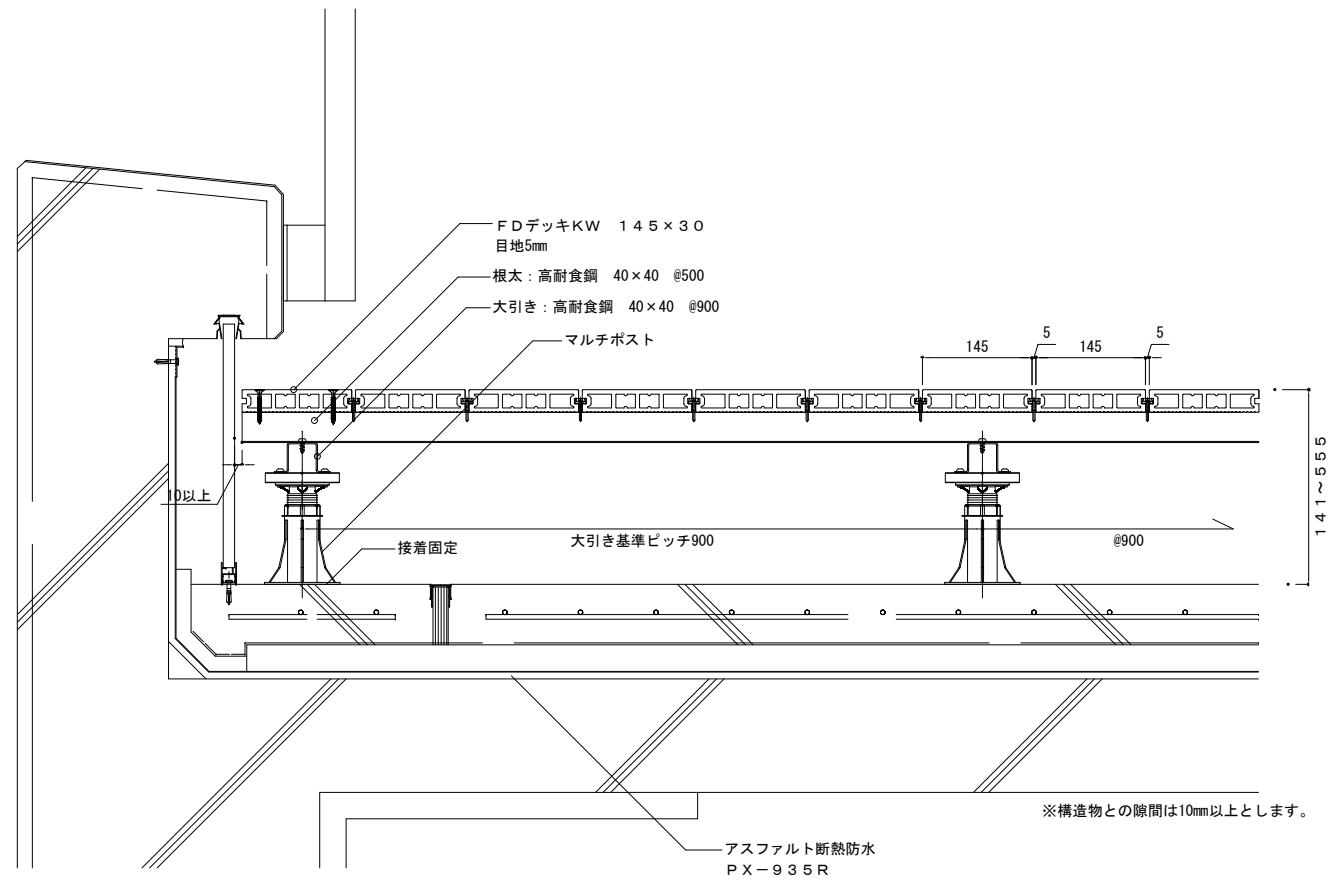 ＦＤデッキＫＷ　１４５×３０
目地5mm
根太：高耐食鋼　40×40　@500
大引き：高耐食鋼　40×40　@900
マルチポスト
145
5
145
5
１４１～５５５
10以上
接着固定
大引き基準ピッチ900
@900
※構造物との隙間は10mm以上とします。
アスファルト断熱防水
ＰＸ－９３５Ｒ